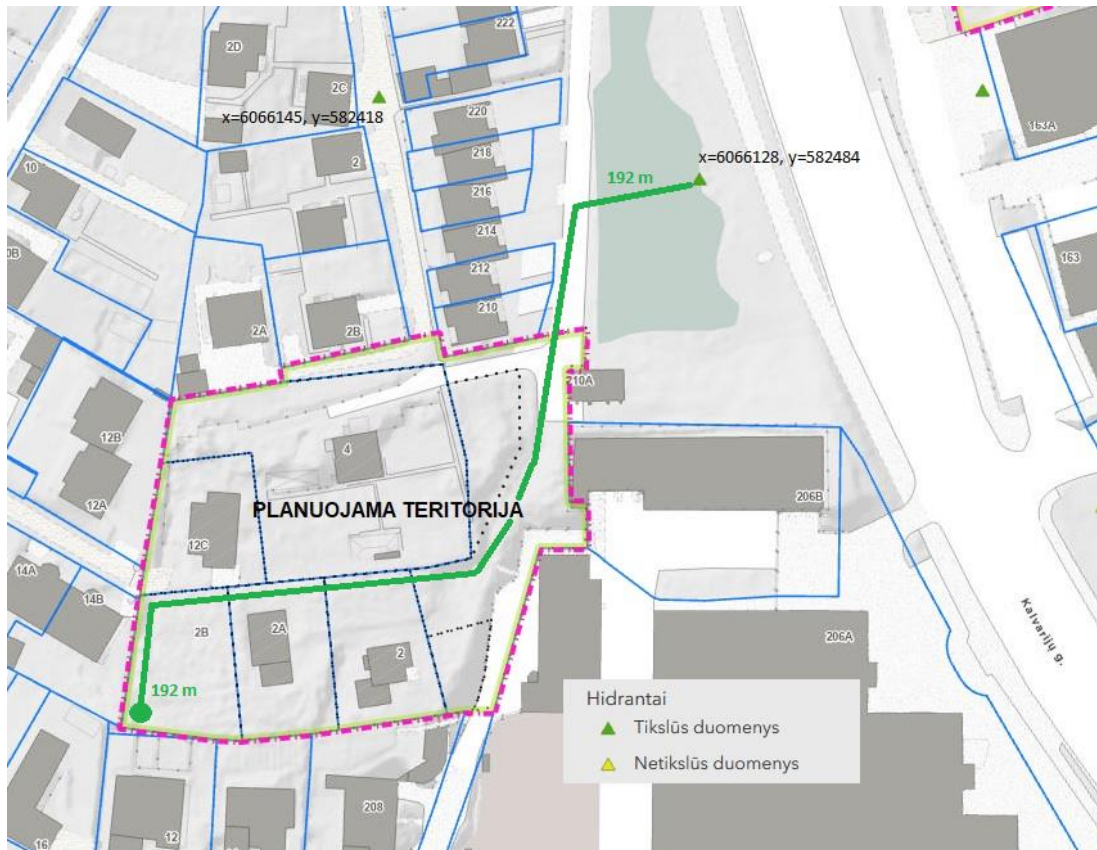 222
2D
2C
x=6066145, y=582418
163A
220
218
2
10
x=6066128, y=582484
192 m
216
214
163
212
210
2A
2B
210A
12B
4
12A
PLANUOJAMA TERITORIJA
206B
12C
14A
14B
2B
2A
2
Kalvarijų g.
206A
192 m
Hidrantai
Tikslūs duomenys
Netikslūs duomenys
208
16
12